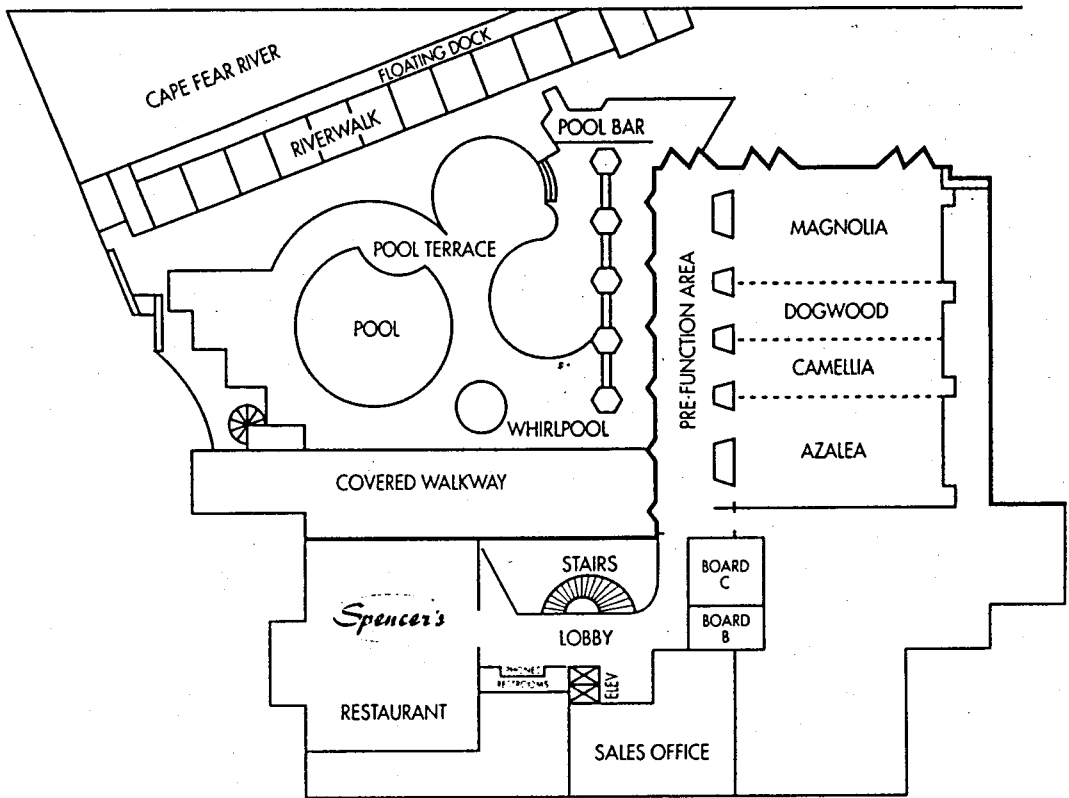 CAPE FEAR RIVER
FLOATING DOCK
RIVERWALK
POOL BAR
POOL TERRACE
POOL
WHIRLPOOL
PRE-FUNCTION AREA
MAGNOLIA
DOGWOOD
CAMELLIA
AZALEA
COVERED WALKWAY
STAIRS
BOARD
C
BOARD
B
Spencer's
LOBBY
PHONES
RESTROOMS
ELEV
RESTAURANT
SALES OFFICE